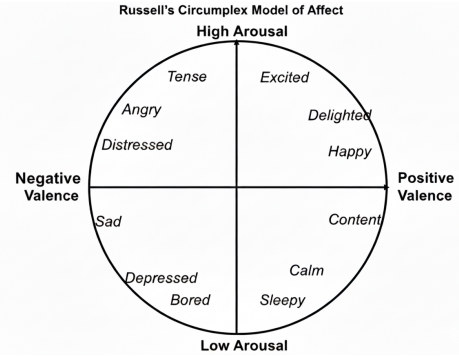 Russell's Circumplex Model of Affect
High Arousal
Tense
Excited
Angry
Delighted
Distressed
Happy
Negative
Valence
Positive
Valence
Sad
Content
Depressed
Calm
Bored
Sleepy
Low Arousal